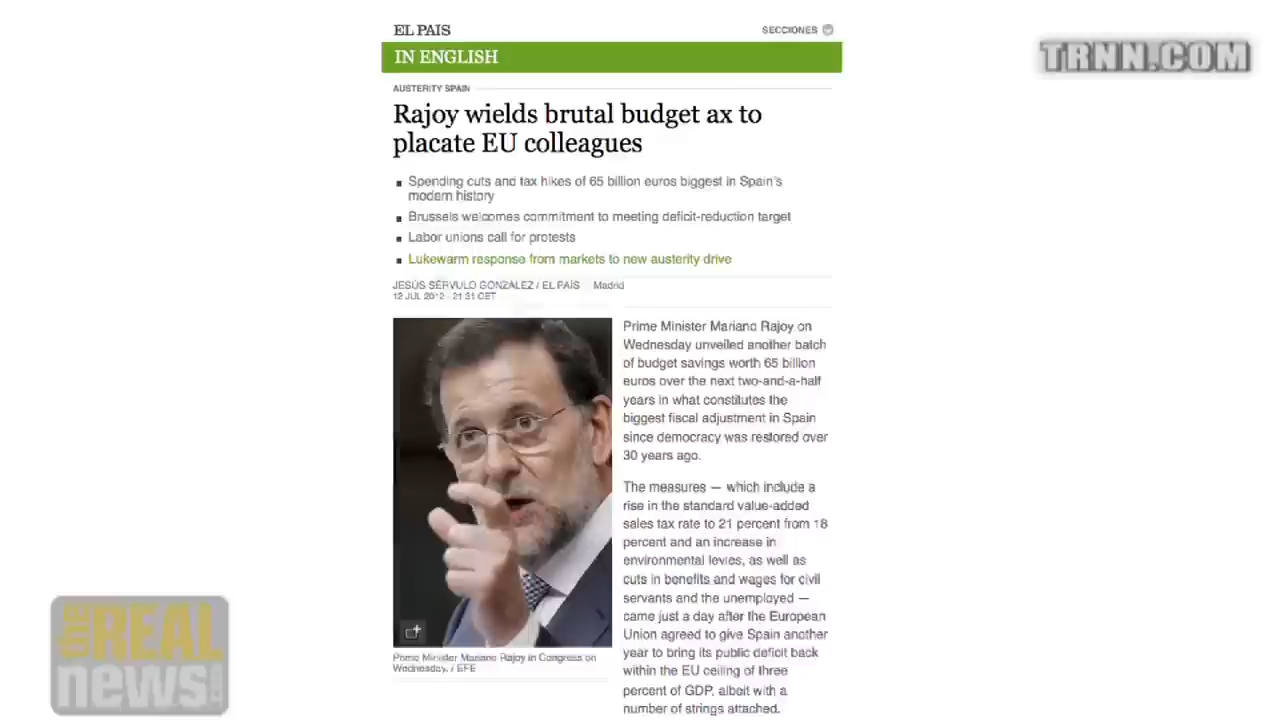 EL PAIS
SECCIONES
TRNN.COM
IN ENGLISH
AUSTERITY SPAIN
Rajoy wields brutal budget ax to
placate EU colleagues
Spending cuts and tax hikes of 65 billion euros biggest in Spain's
modern history
Brussels welcomes commitment to meeting deficit-reduction target
Labor unions call for protests
Lukewarm response from markets to new austerity drive
JESÚS SÉRVULO GONZÁLEZ / EL PAÍS Madrid
12 JUL 2012 - 21:31 CET
Prime Minister Mariano Rajoy on
Wednesday unveiled another batch
of budget savings worth 65 billion
euros over the next two-and-a-half
years in what constitutes the
biggest fiscal adjustment in Spain
since democracy was restored over
30 years ago.
The measures — which include a
rise in the standard value-added
sales tax rate to 21 percent from 18
percent and an increase in
environmental levies, as well as
cuts in benefits and wages for civil
servants and the unemployed —
came just a day after the European
Union agreed to give Spain another
year to bring its public deficit back
within the EU ceiling of three
percent of GDP, albeit with a
number of strings attached.
Prime Minister Mariano Rajoy in Congress on
Wednesday. / EFE
the REAL
news.com